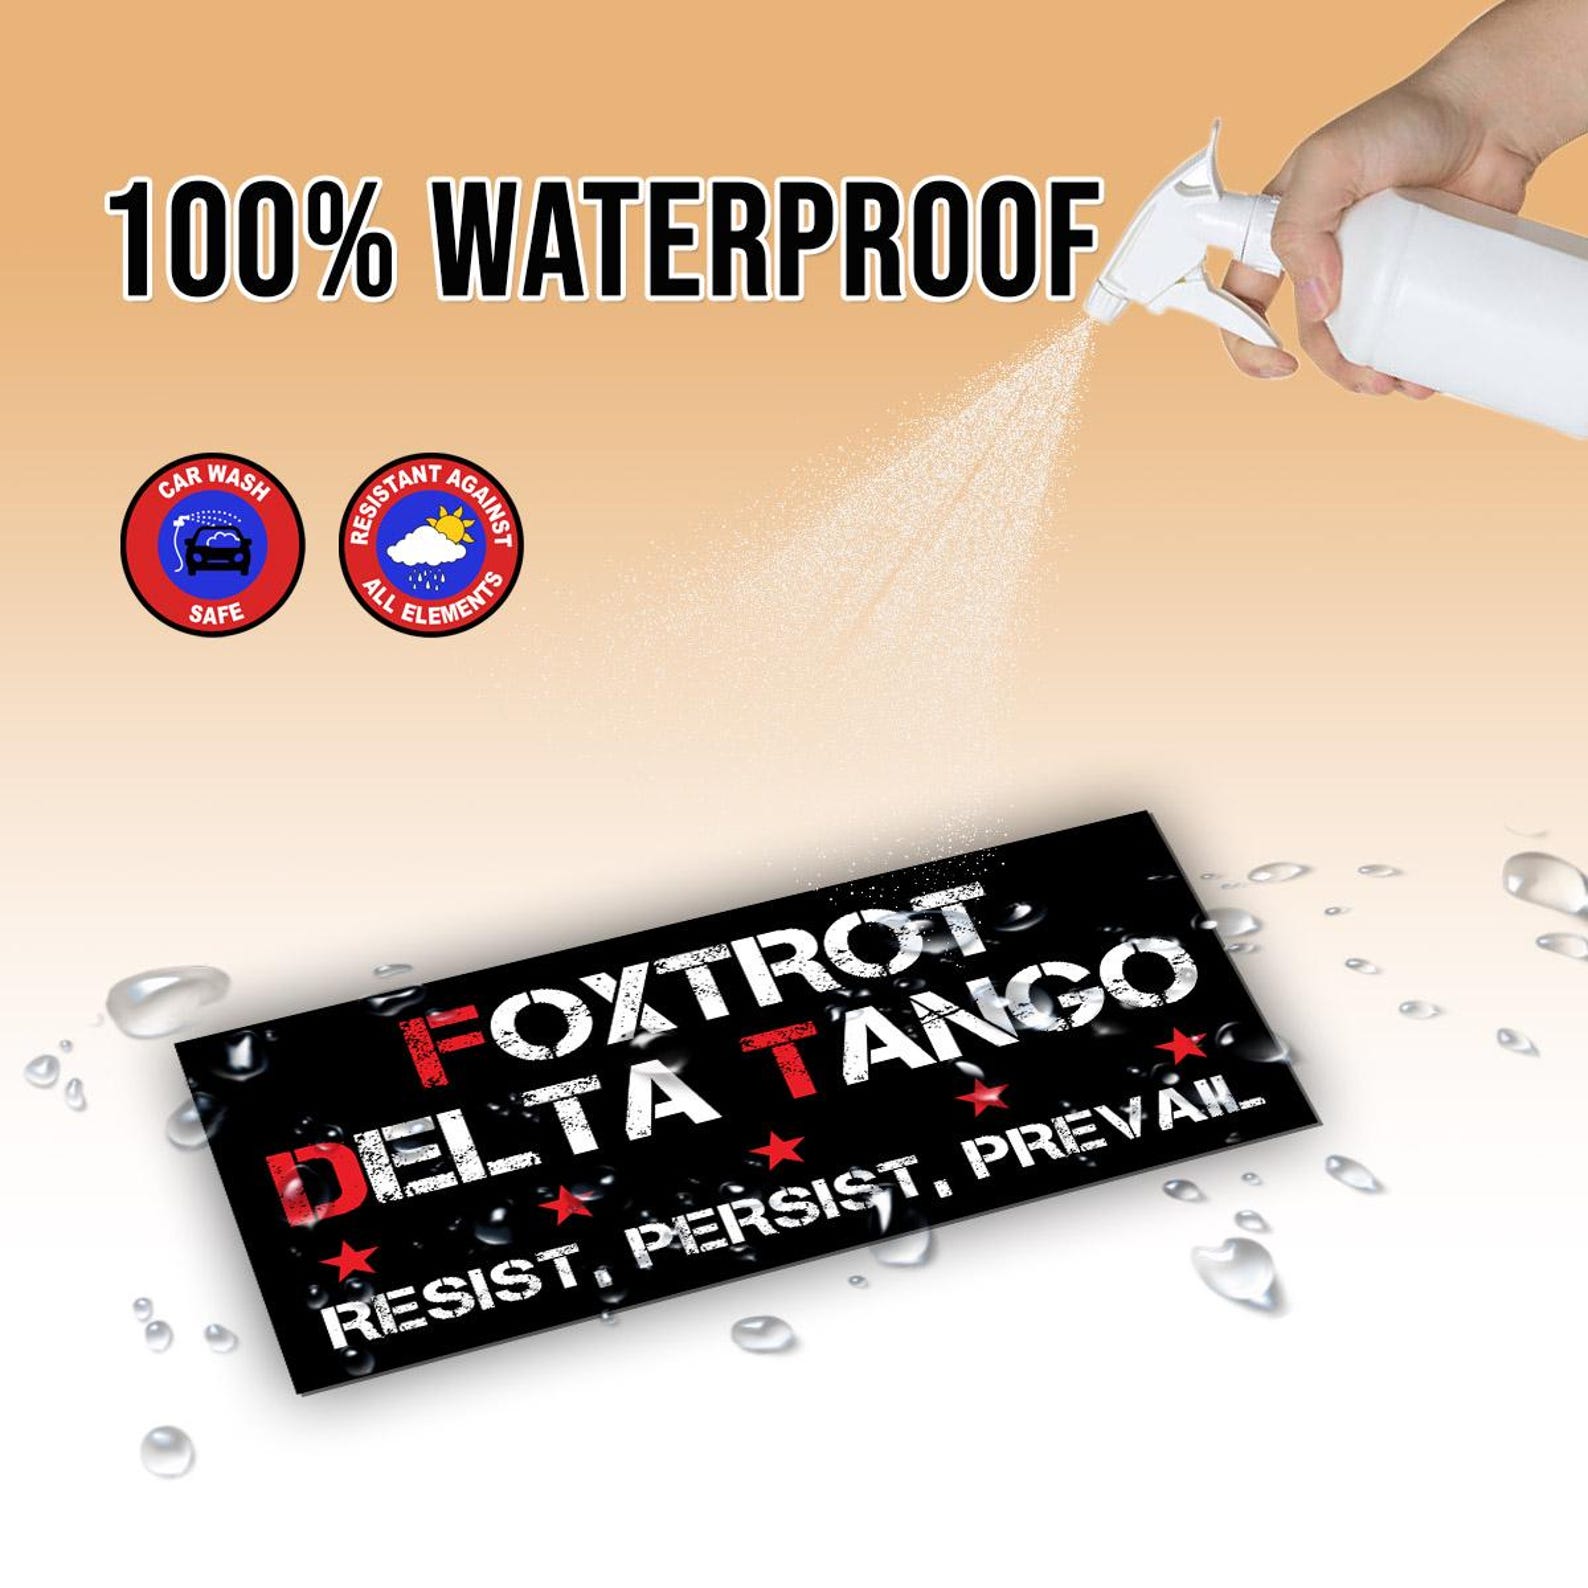 100% WATERPROOF
CAR WASH
SAFE
RESISTANT AGAINST
ALL ELEMENTS
FOXTROT
DELTA TANGO
RESIST, PERSIST, PREVAIL